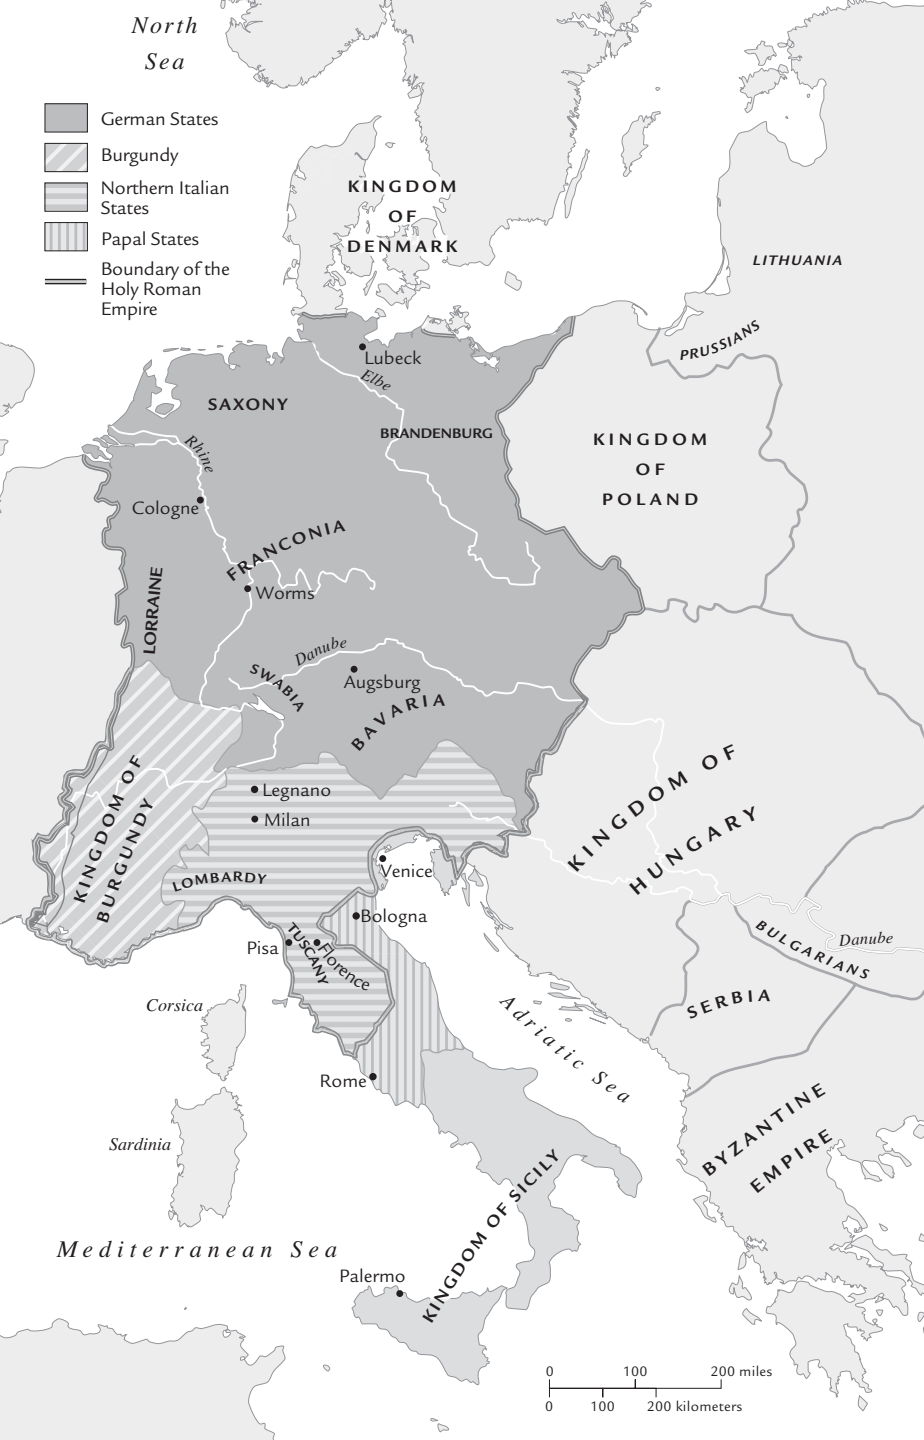 North
Sea
German States
Burgundy
Northern Italian
States
Papal States
Boundary of the
Holy Roman
Empire
KINGDOM
OF
DENMARK
LITHUANIA
PRUSSIANS
Lubeck
Elbe
SAXONY
BRANDENBURG
KINGDOM
OF
POLAND
Rhine
Cologne
FRANCONIA
Worms
LORRAINE
Danube
SWABIA
Augsburg
BAVARIA
KINGDOM OF
BURGUNDY
Legnano
Milan
LOMBARDY
Venice
KINGDOM OF
HUNGARY
Bologna
Pisa
TUSCANY
Florence
BULGARIANS
Danube
SERBIA
Corsica
Adriatic Sea
Rome
Sardinia
BYZANTINE
EMPIRE
KINGDOM OF SICILY
Mediterranean Sea
Palermo
0 100 200 miles
0 100 200 kilometers